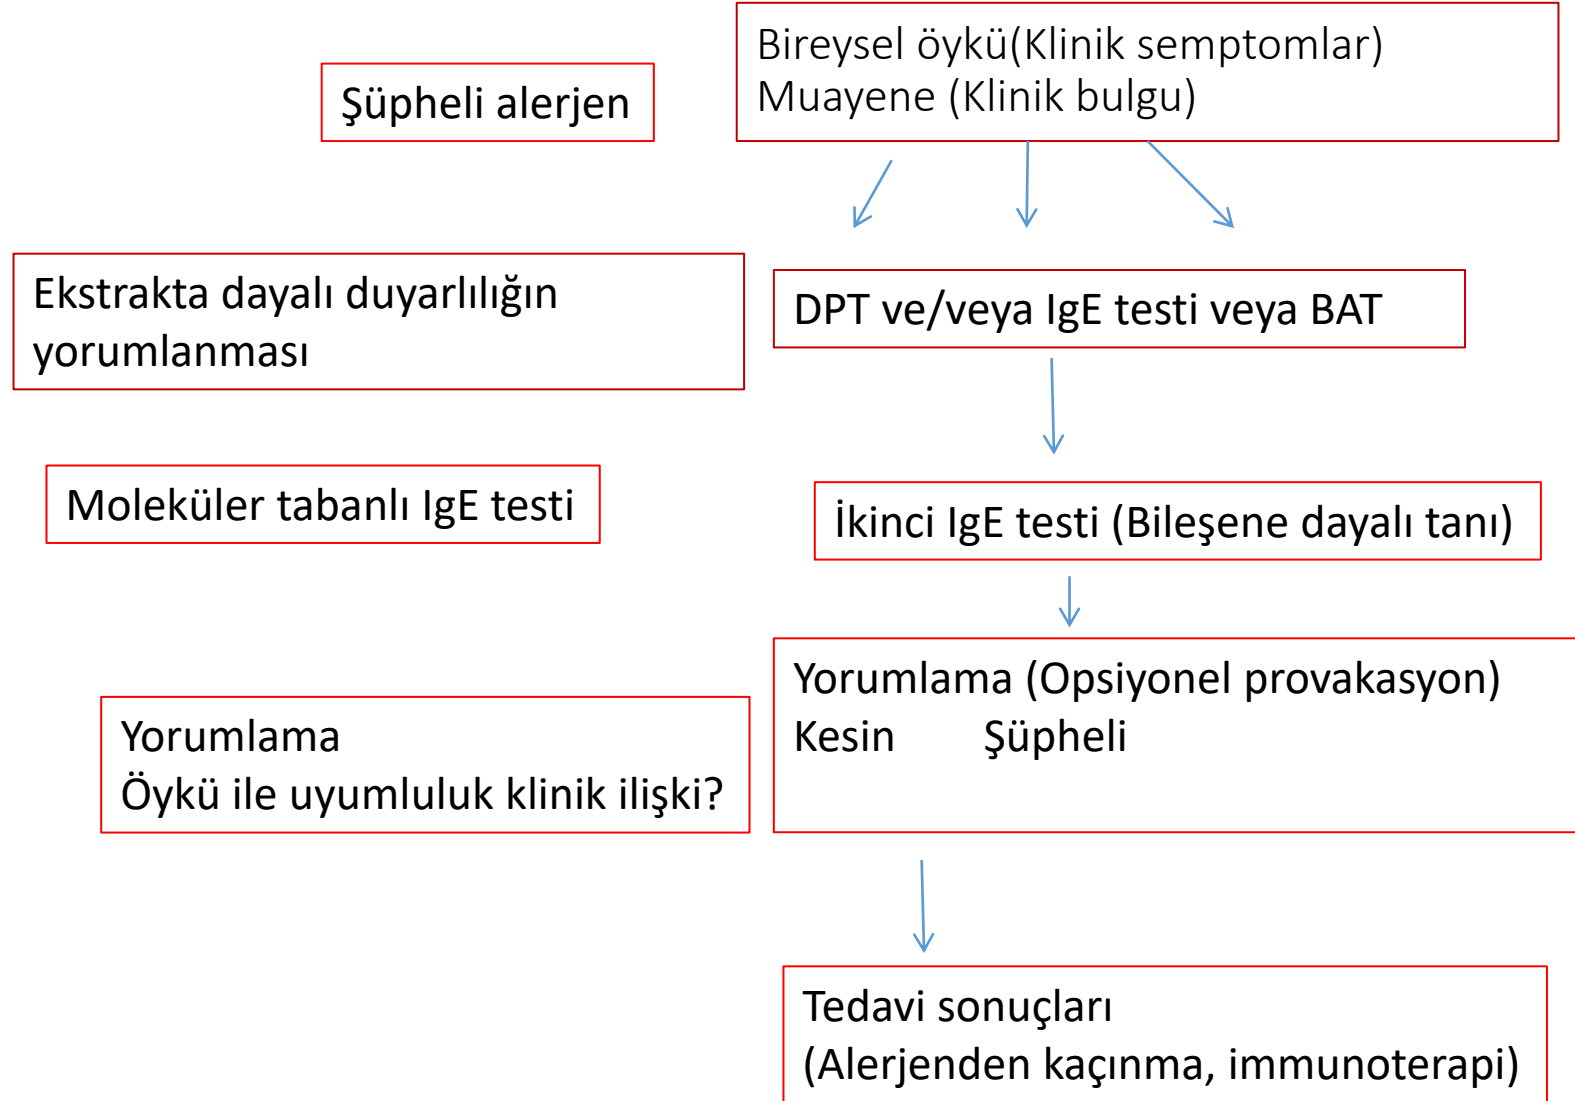 Şüpheli alerjen
Bireysel öykü(Klinik semptomlar)
Muayene (Klinik bulgu)
Ekstrakta dayalı duyarlılığın
yorumlanması
DPT ve/veya IgE testi veya BAT
Moleküler tabanlı IgE testi
İkinci IgE testi (Bileşene dayalı tanı)
Yorumlama
Öykü ile uyumluluk klinik ilişki?
Yorumlama (Opsiyonel provakasyon)
Kesin Şüpheli
Tedavi sonuçları
(Alerjenden kaçınma, immunoterapi)